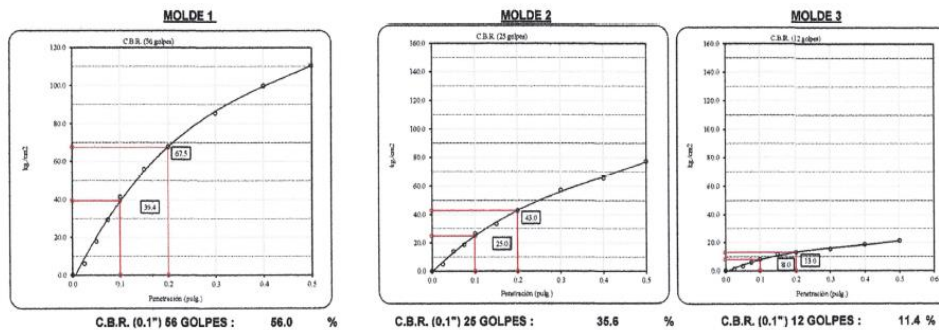 MOLDE 1
C.B.R. (56 golpes)
120.0
100.0
80.0
60.0
40.0
20.0
0.0
kg./cm2
67.5
39.4
0.0 0.1 0.2 0.3 0.4 0.5
Penetración (pulg.)
C.B.R. (0.1") 56 GOLPES : 56.0 %
MOLDE 2
C.B.R. (25 golpes)
160.0
140.0
120.0
100.0
80.0
60.0
40.0
20.0
0.0
kg./cm2
43.0
25.0
0.0 0.1 0.2 0.3 0.4 0.5
Penetración (pulg.)
C.B.R. (0.1") 25 GOLPES : 35.6 %
MOLDE 3
C.B.R. (12 golpes)
160.0
140.0
120.0
100.0
80.0
60.0
40.0
20.0
0.0
kg./cm2
8.0
13.0
0.0 0.1 0.2 0.3 0.4 0.5 0.6
Penetración (pulg.)
C.B.R. (0.1") 12 GOLPES : 11.4 %